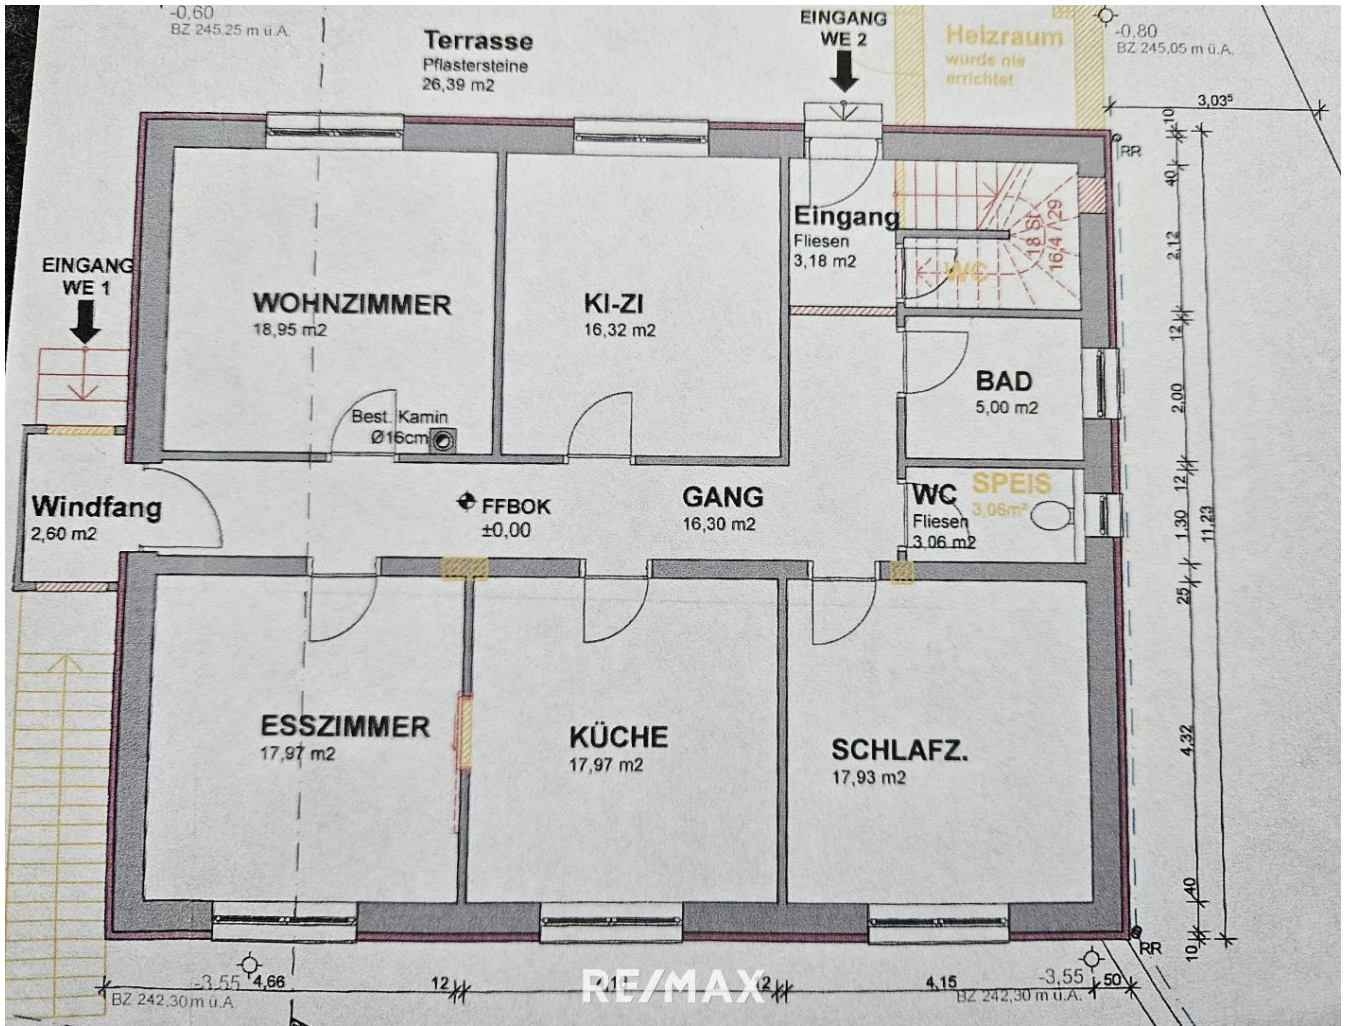 -0,60
BZ 245.25 m ü.A.
Terrasse
Pflastersteine
26,39 m2
EINGANG
WE 2
Heizraum
wurde nie
errichtet
-0,80
BZ 245,05 m ü.A.
3,03⁵
RR
10
40
2,12
12
2,00
12
1,30
11,23
25
4,32
40
10
EINGANG
WE 1
WOHNZIMMER
18,95 m2
KI-ZI
16,32 m2
Eingang
Fliesen
3,18 m2
18 St
16,4 / 29
WC
BAD
5,00 m2
Best. Kamin
Ø16cm
Windfang
2,60 m2
FFBOK
±0,00
GANG
16,30 m2
WC
Fliesen
3,06 m2
SPEIS
3,06m²
ESSZIMMER
17,97 m2
KÜCHE
17,97 m2
SCHLAFZ.
17,93 m2
RR
-3,55
BZ 242,30 m ü.A.
4,66
12
RE/MAX
4,15
-3,55
BZ 242,30 m ü.A.
50